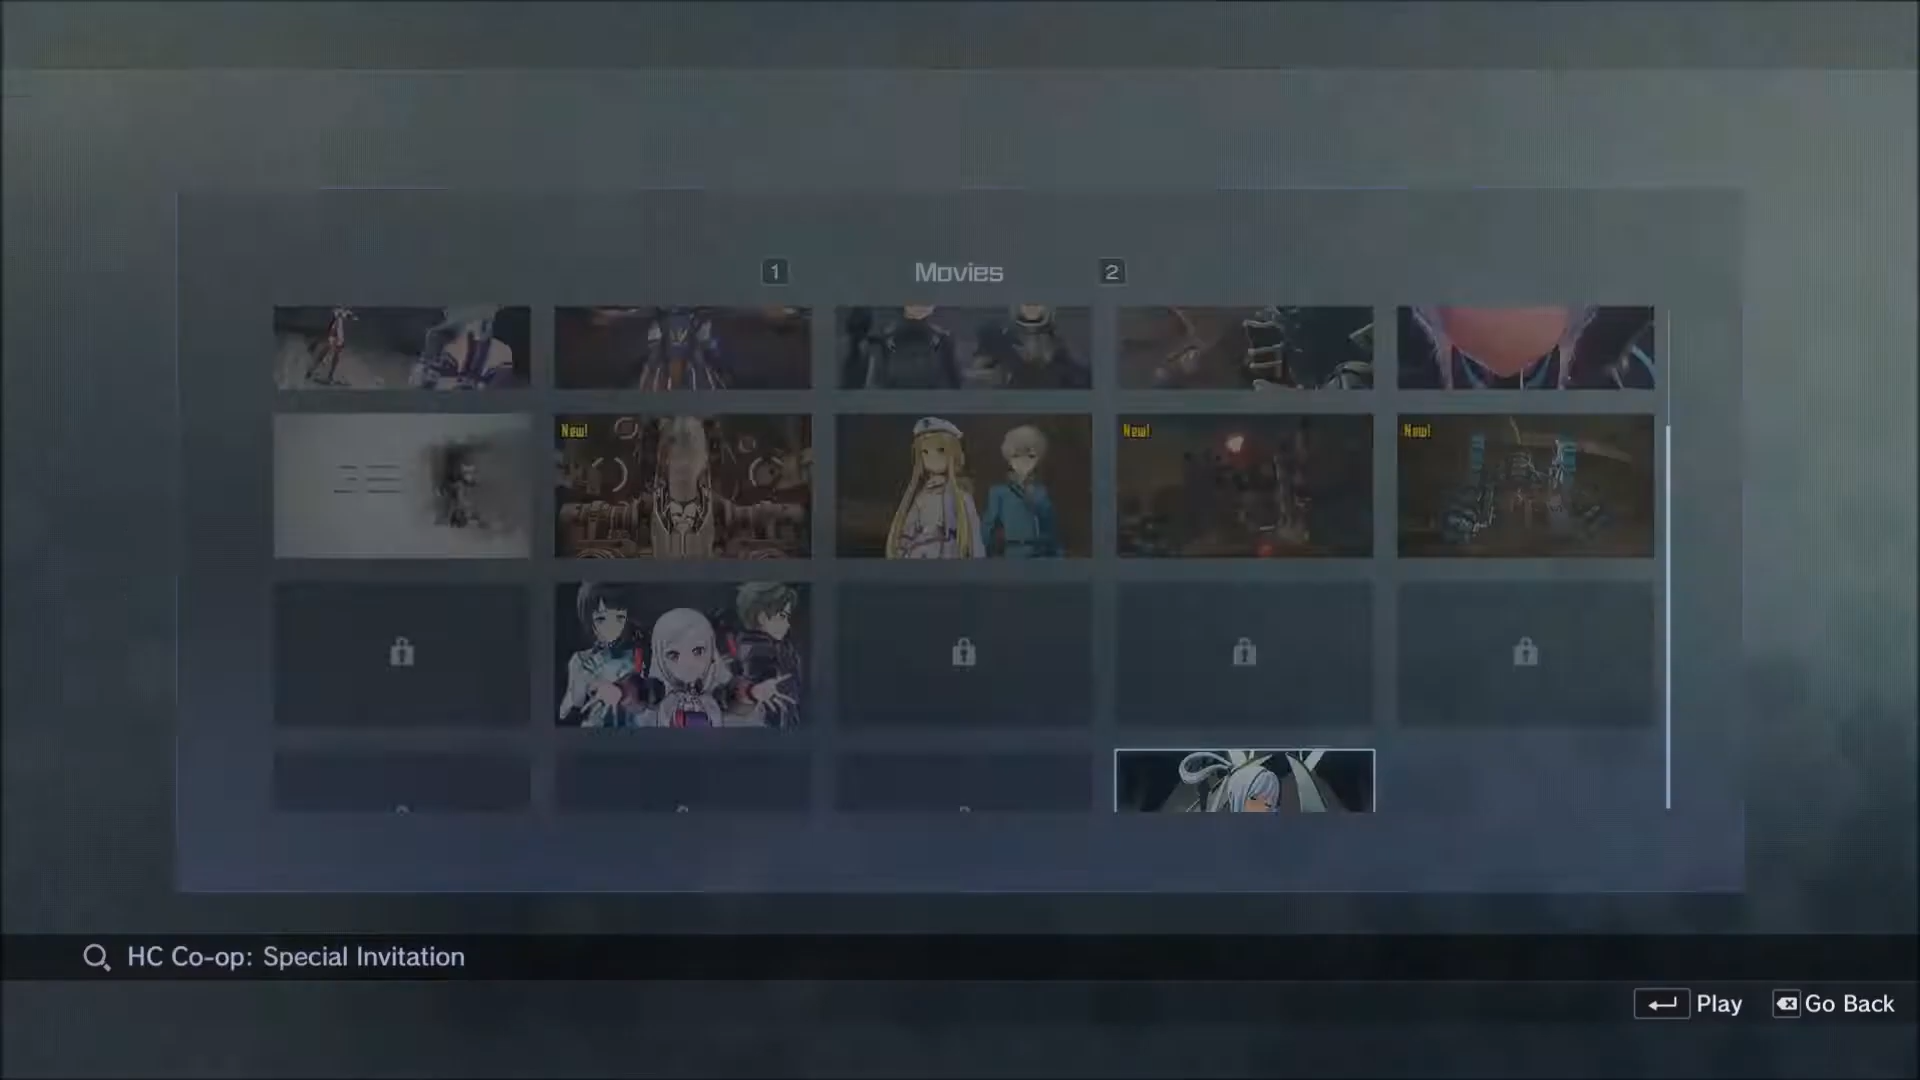 1 Movies 2
New!
New!
New!
HC Co-op: Special Invitation
Play
Go Back